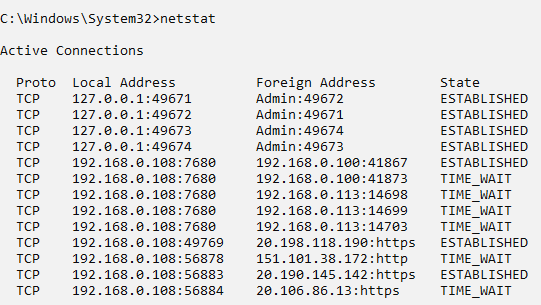 C:\Windows\System32>netstat
Active Connections
Proto  Local Address          Foreign Address        State
TCP    127.0.0.1:49671        Admin:49672            ESTABLISHED
TCP    127.0.0.1:49672        Admin:49671            ESTABLISHED
TCP    127.0.0.1:49673        Admin:49674            ESTABLISHED
TCP    127.0.0.1:49674        Admin:49673            ESTABLISHED
TCP    192.168.0.108:7680     192.168.0.100:41867    ESTABLISHED
TCP    192.168.0.108:7680     192.168.0.100:41873    TIME_WAIT
TCP    192.168.0.108:7680     192.168.0.113:14698    TIME_WAIT
TCP    192.168.0.108:7680     192.168.0.113:14699    TIME_WAIT
TCP    192.168.0.108:7680     192.168.0.113:14703    TIME_WAIT
TCP    192.168.0.108:49769    20.198.118.190:https   ESTABLISHED
TCP    192.168.0.108:56878    151.101.38.172:http    TIME_WAIT
TCP    192.168.0.108:56883    20.190.145.142:https   ESTABLISHED
TCP    192.168.0.108:56884    20.106.86.13:https     TIME_WAIT